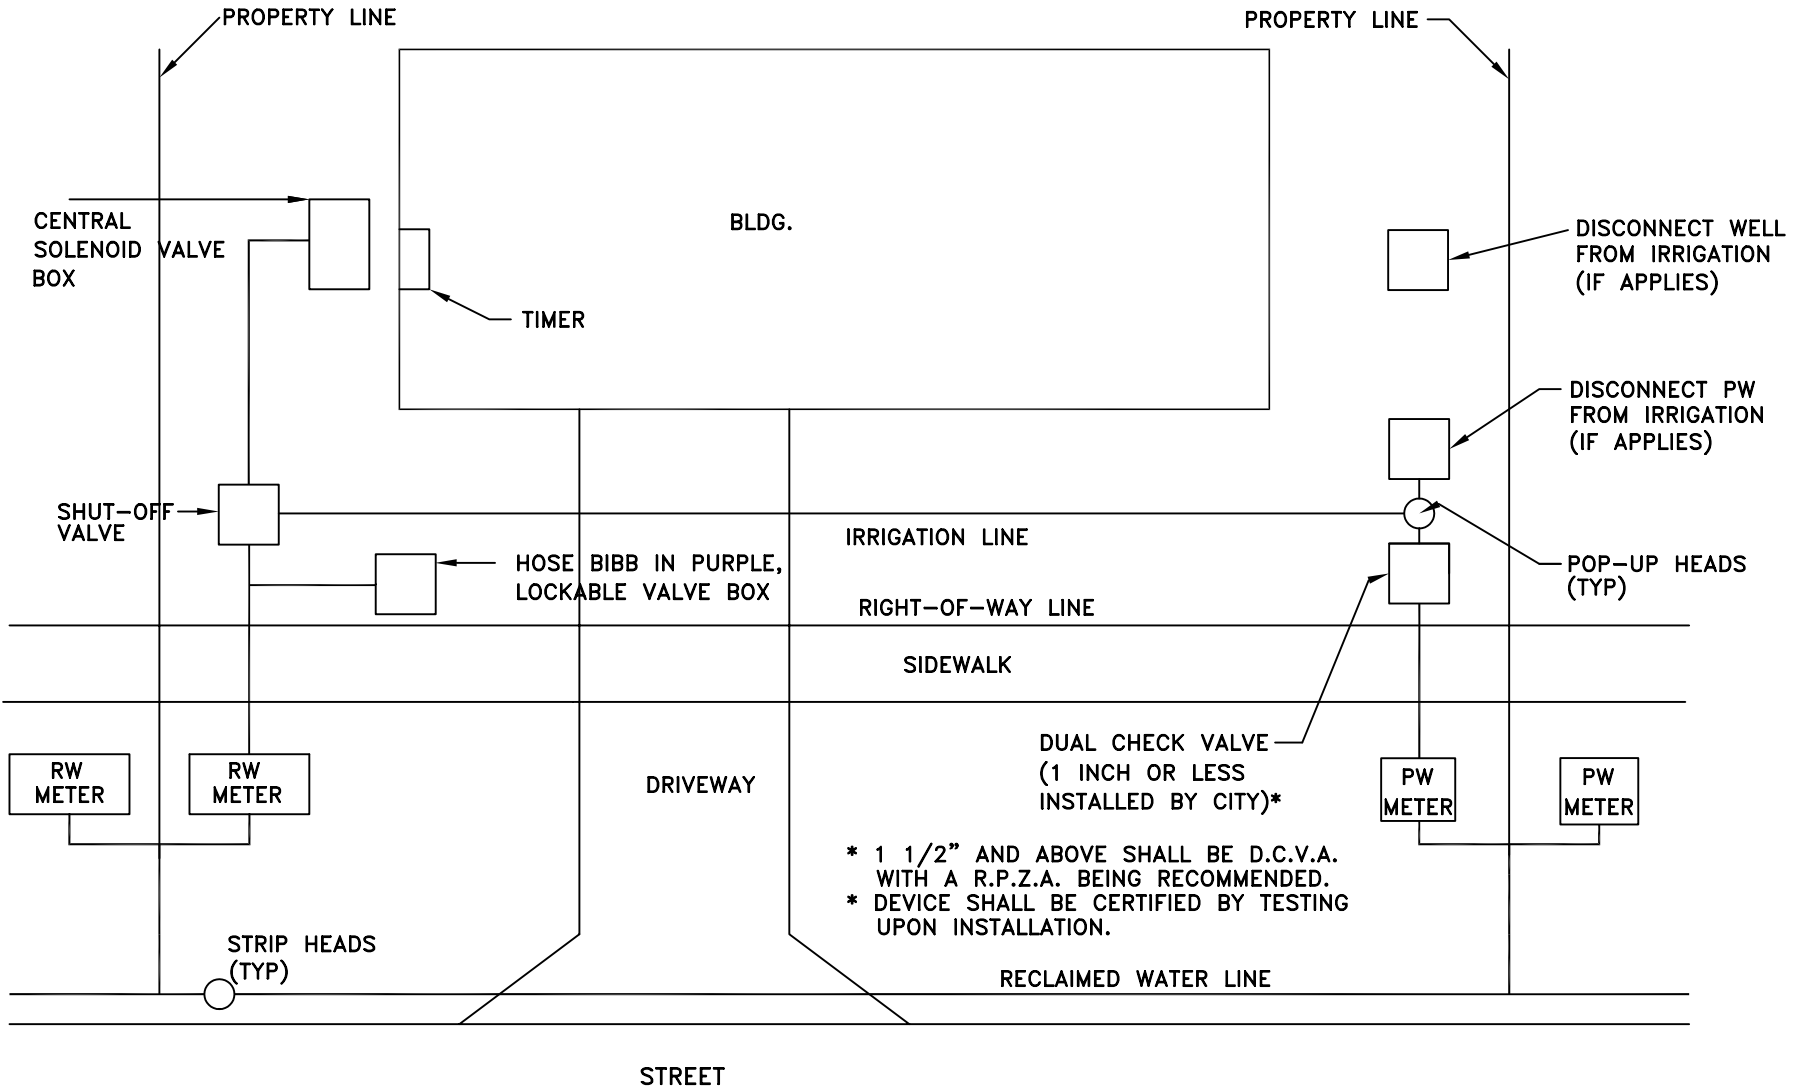 PROPERTY LINE
PROPERTY LINE
CENTRAL
SOLENOID VALVE
BOX
BLDG.
DISCONNECT WELL
FROM IRRIGATION
(IF APPLIES)
TIMER
DISCONNECT PW
FROM IRRIGATION
(IF APPLIES)
SHUT-OFF
VALVE
IRRIGATION LINE
HOSE BIBB IN PURPLE,
LOCKABLE VALVE BOX
POP-UP HEADS
(TYP)
RIGHT-OF-WAY LINE
SIDEWALK
DUAL CHECK VALVE
(1 INCH OR LESS
INSTALLED BY CITY)*
RW
METER
RW
METER
DRIVEWAY
PW
METER
PW
METER
* 1 1/2" AND ABOVE SHALL BE D.C.V.A.
WITH A R.P.Z.A. BEING RECOMMENDED.
* DEVICE SHALL BE CERTIFIED BY TESTING
UPON INSTALLATION.
STRIP HEADS
(TYP)
RECLAIMED WATER LINE
STREET